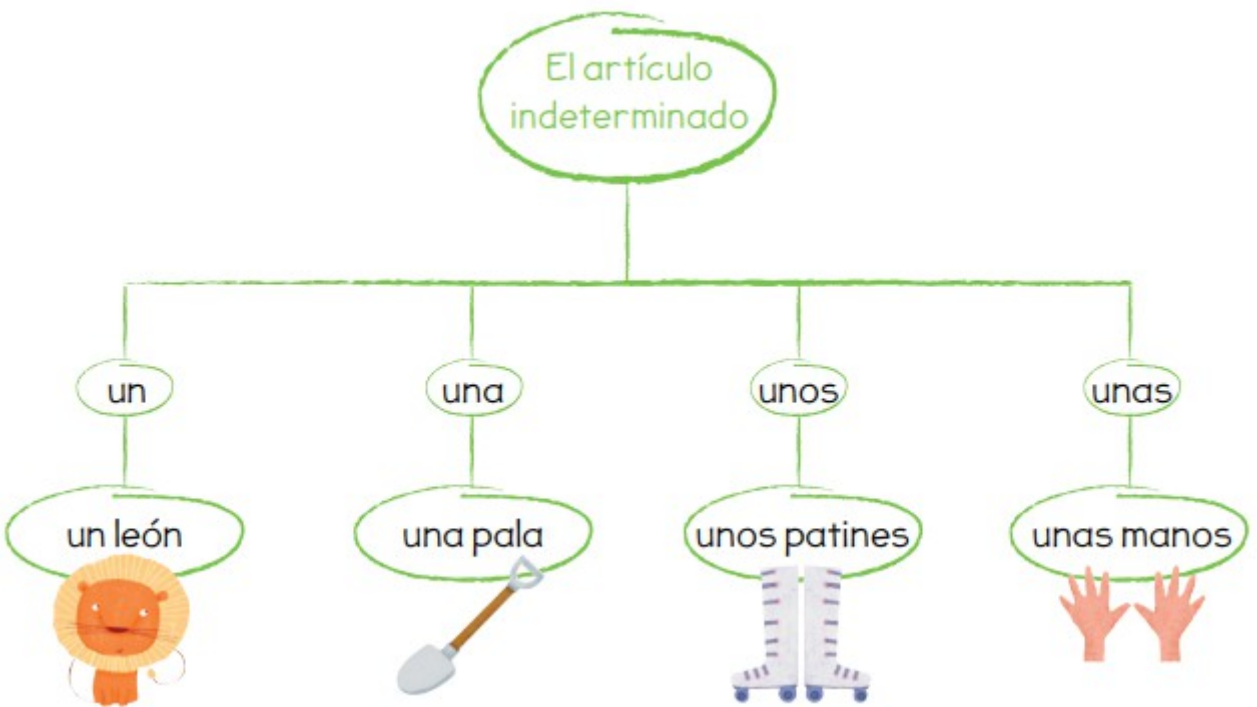 El artículo
indeterminado
un
una
unos
unas
un león
una pala
unos patines
unas manos